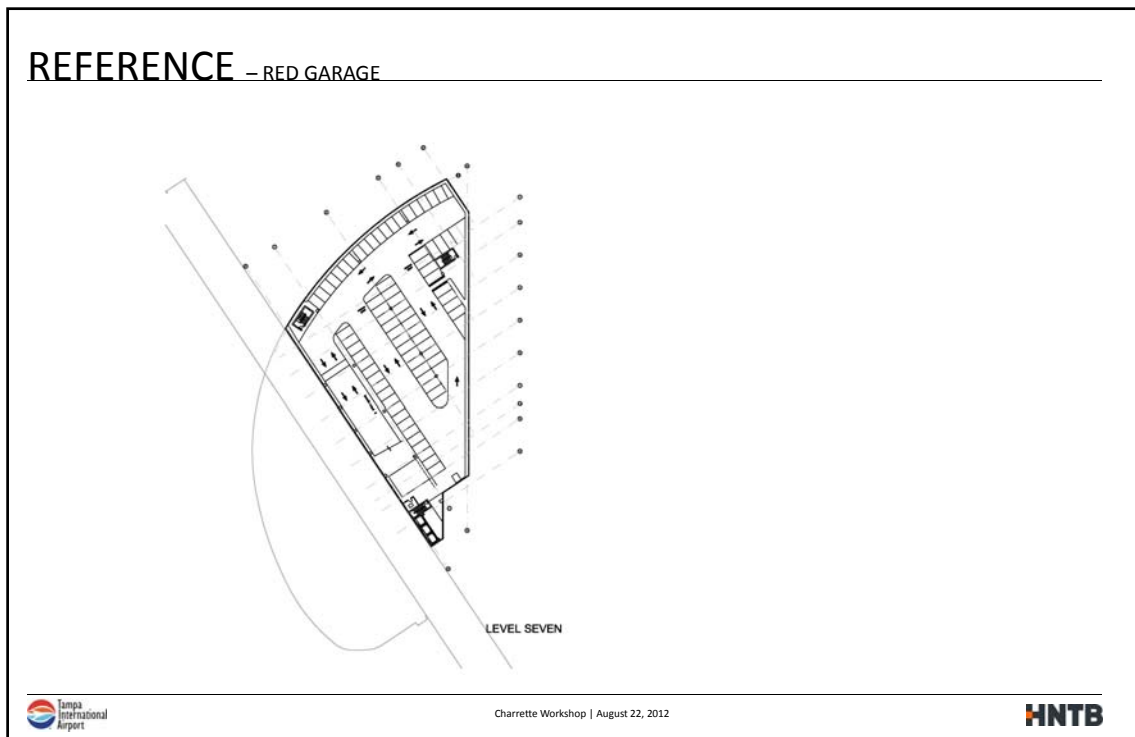 REFERENCE – RED GARAGE
LEVEL SEVEN
Tampa
International
Airport
Charrette Workshop | August 22, 2012
HNTB